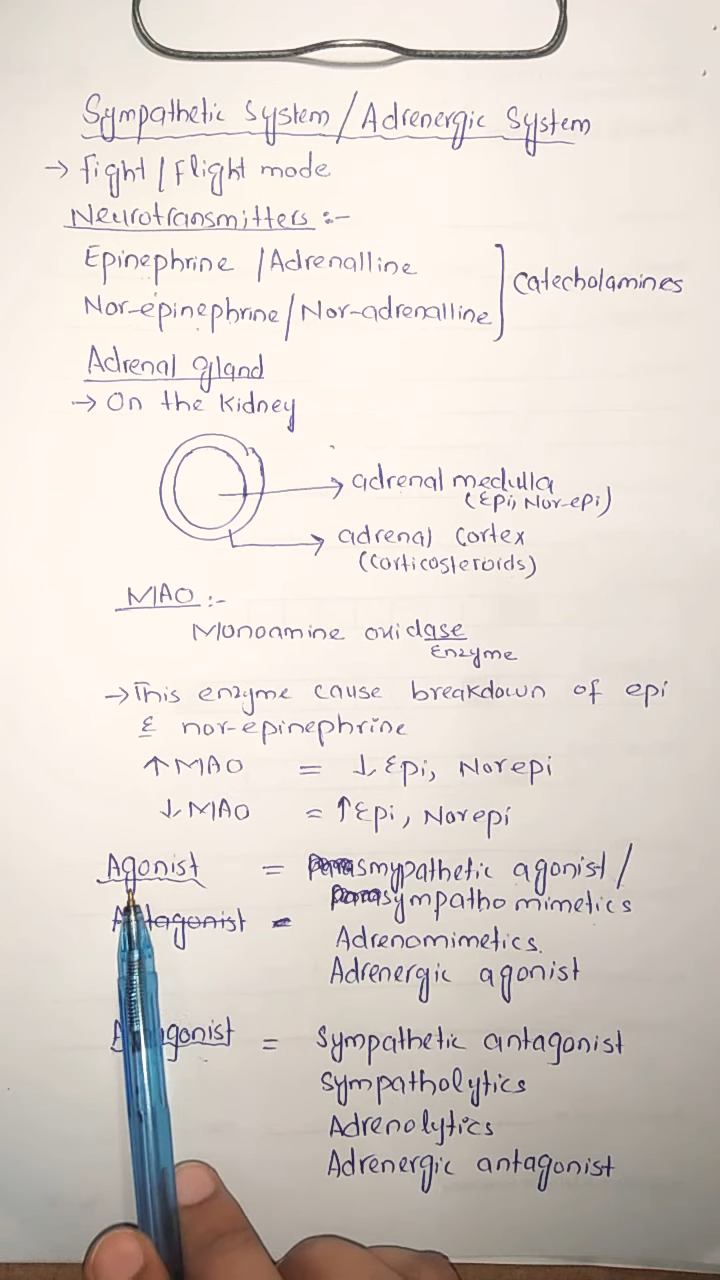 Sympathetic System / Adrenergic System
→ fight / Flight mode
Neurotransmitters :-
Epinephrine / Adrenalline
Nor-epinephrine / Nor-adrenalline
Catecholamines
Adrenal gland
→ On the kidney
adrenal medulla
(Epi, Nor-epi)
adrenal cortex
(corticosteroids)
MAO :-
Monoamine oxidase
Enzyme
→ This enzyme cause breakdown of epi
& nor-epinephrine
↑ MAO = ↓ Epi, Norepi
↓ MAO = ↑ Epi, Norepi
Agonist = smypathetic agonist /
sympathomimetics
Antagonist =
Adrenomimetics.
Adrenergic agonist
Antagonist = Sympathetic antagonist
Sympatholytics
Adrenolytics
Adrenergic antagonist